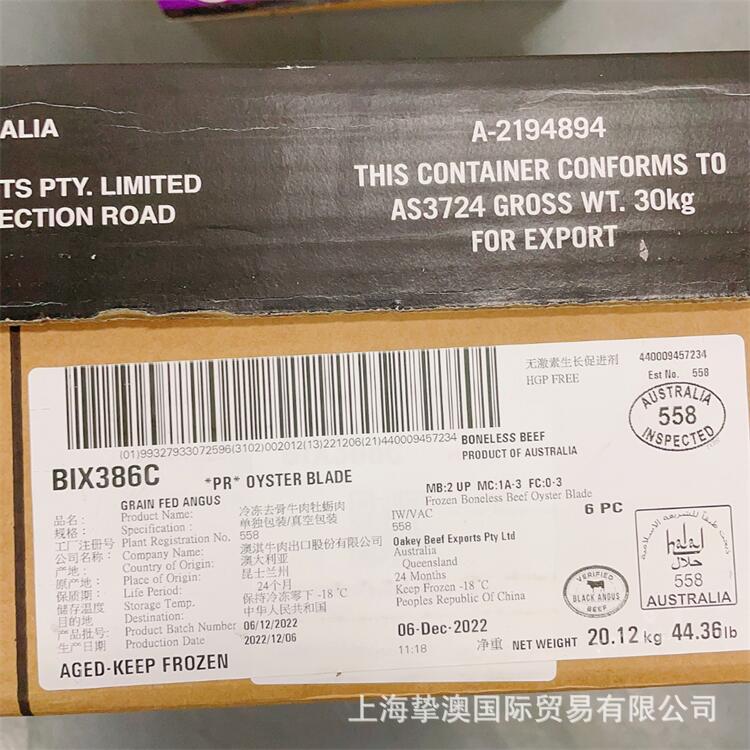 ALIA
TS PTY. LIMITED
ECTION ROAD
A-2194894
THIS CONTAINER CONFORMS TO
AS3724 GROSS WT. 30kg
FOR EXPORT
无激素生长促进剂
HGP FREE
440009457234
Est No. 558
AUSTRALIA
558
INSPECTED
(01)99327933072596(3102)002012(13)221206(21)440009457234
BONELESS BEEF
PRODUCT OF AUSTRALIA
BIX386C
*PR* OYSTER BLADE
GRAIN FED ANGUS
MB:2 UP MC:1A-3 FC:0-3
品名: Product Name: 冷冻去骨牛肉牡蛎肉 Frozen Boneless Beef Oyster Blade
6 PC
规格: Specification: 单独包装/真空包装 IW/VAC
工厂注册号 Plant Registration No. 558 558
公司名称: Company Name: 澳淇牛肉出口股份有限公司 Oakey Beef Exports Pty Ltd
产地: Country of Origin: 澳大利亚 Australia
原产地: Place of Origin: 昆士兰州 Queensland
保质期: Life Period: 24个月 24 Months
储存温度 Storage Temp. 保持冷冻零下 -18℃ Keep Frozen -18℃
目的地 Destination: 中华人民共和国 Peoples Republic Of China
产品批号: Product Batch Number 06/12/2022
生产日期 Production Date 2022/12/06
06-Dec-2022
11:18
净重 NET WEIGHT 20.12 kg 44.36lb
VERIFIED
BLACK ANGUS
BEEF
halal
حلال
558
AUSTRALIA
AGED-KEEP FROZEN
上海挚澳国际贸易有限公司